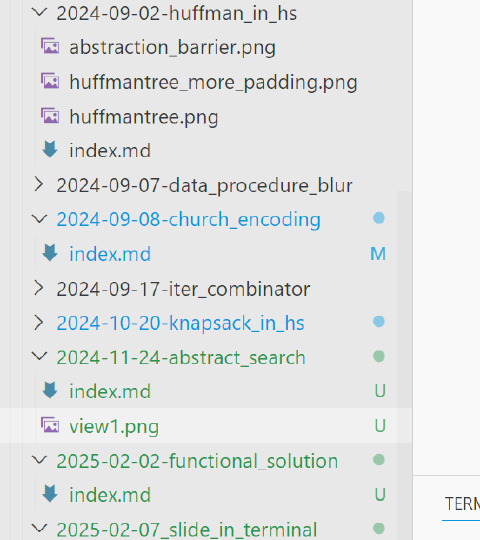 2024-09-02-huffman_in_hs
abstraction_barrier.png
huffmantree_more_padding.png
huffmantree.png
index.md
2024-09-07-data_procedure_blur
2024-09-08-church_encoding
index.md M
2024-09-17-iter_combinator
2024-10-20-knapsack_in_hs
2024-11-24-abstract_search
index.md U
view1.png U
2025-02-02-functional_solution
index.md U
TERM
2025-02-07_slide_in_terminal